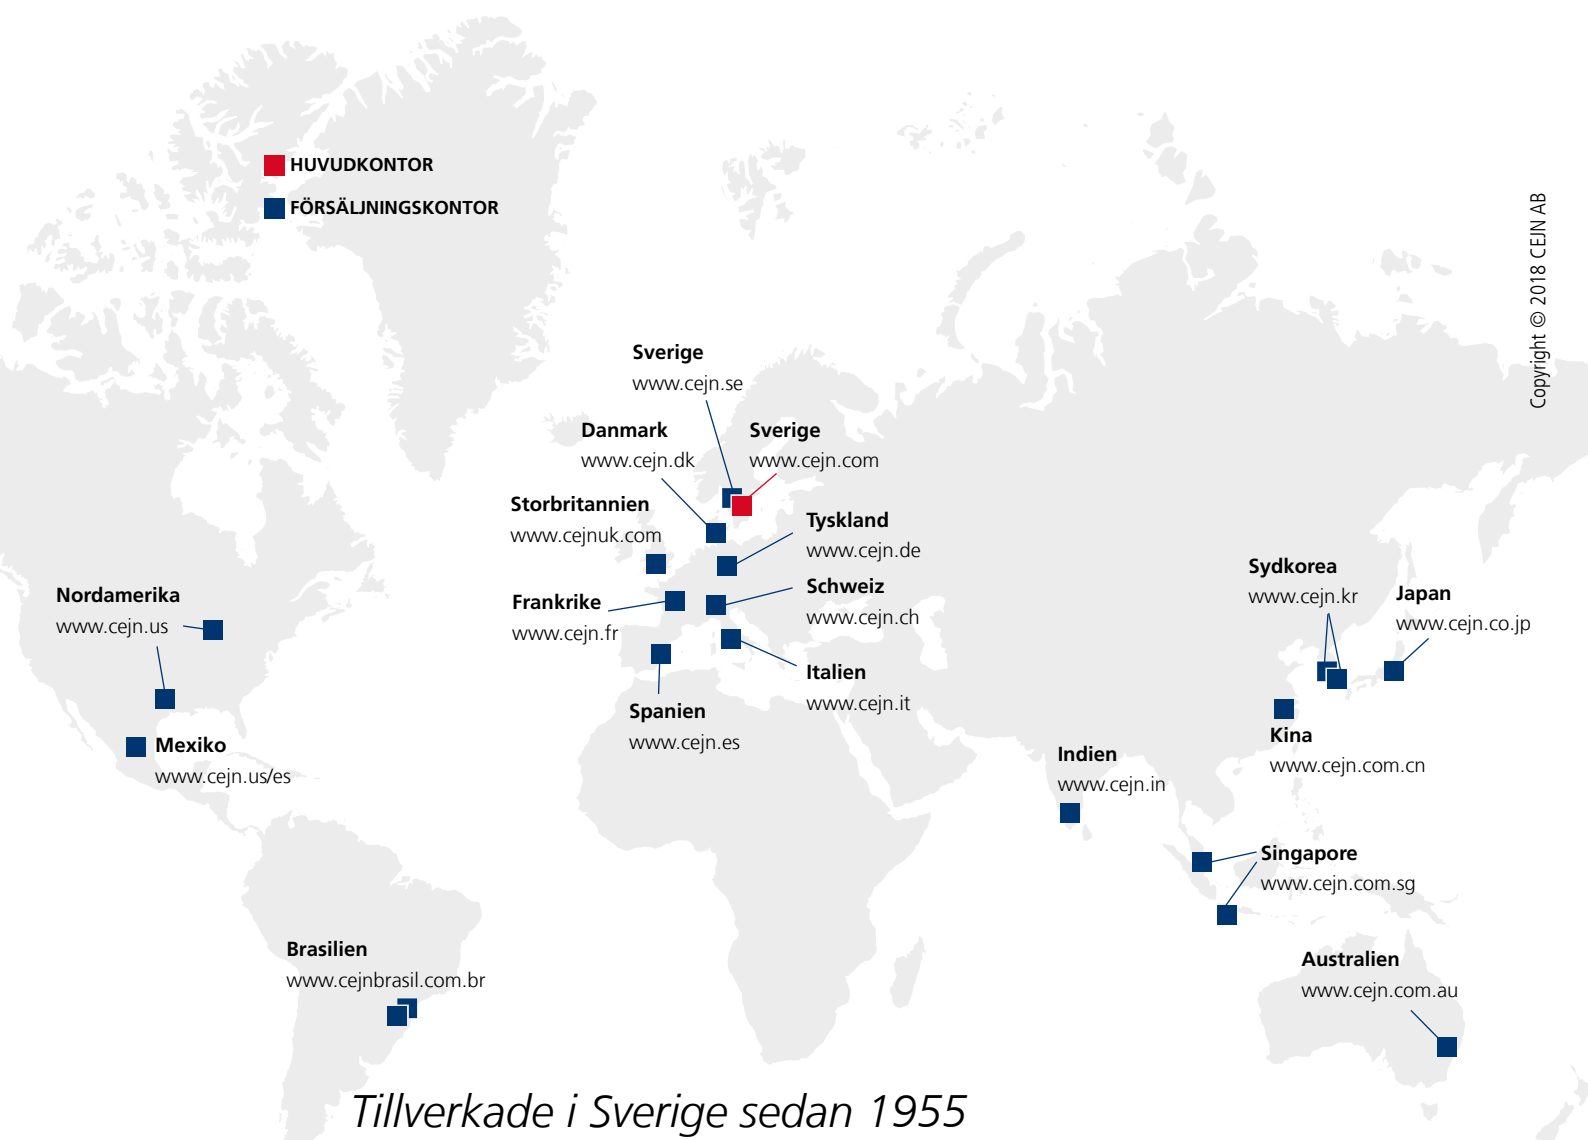 HUVUDKONTOR
FÖRSÄLJNINGSKONTOR
Copyright © 2018 CEJN AB
Sverige
www.cejn.se
Danmark
www.cejn.dk
Sverige
www.cejn.com
Storbritannien
www.cejnuk.com
Tyskland
www.cejn.de
Frankrike
www.cejn.fr
Schweiz
www.cejn.ch
Italien
www.cejn.it
Spanien
www.cejn.es
Nordamerika
www.cejn.us
Mexiko
www.cejn.us/es
Sydkorea
www.cejn.kr
Japan
www.cejn.co.jp
Kina
www.cejn.com.cn
Indien
www.cejn.in
Singapore
www.cejn.com.sg
Brasilien
www.cejnbrasil.com.br
Australien
www.cejn.com.au
Tillverkade i Sverige sedan 1955